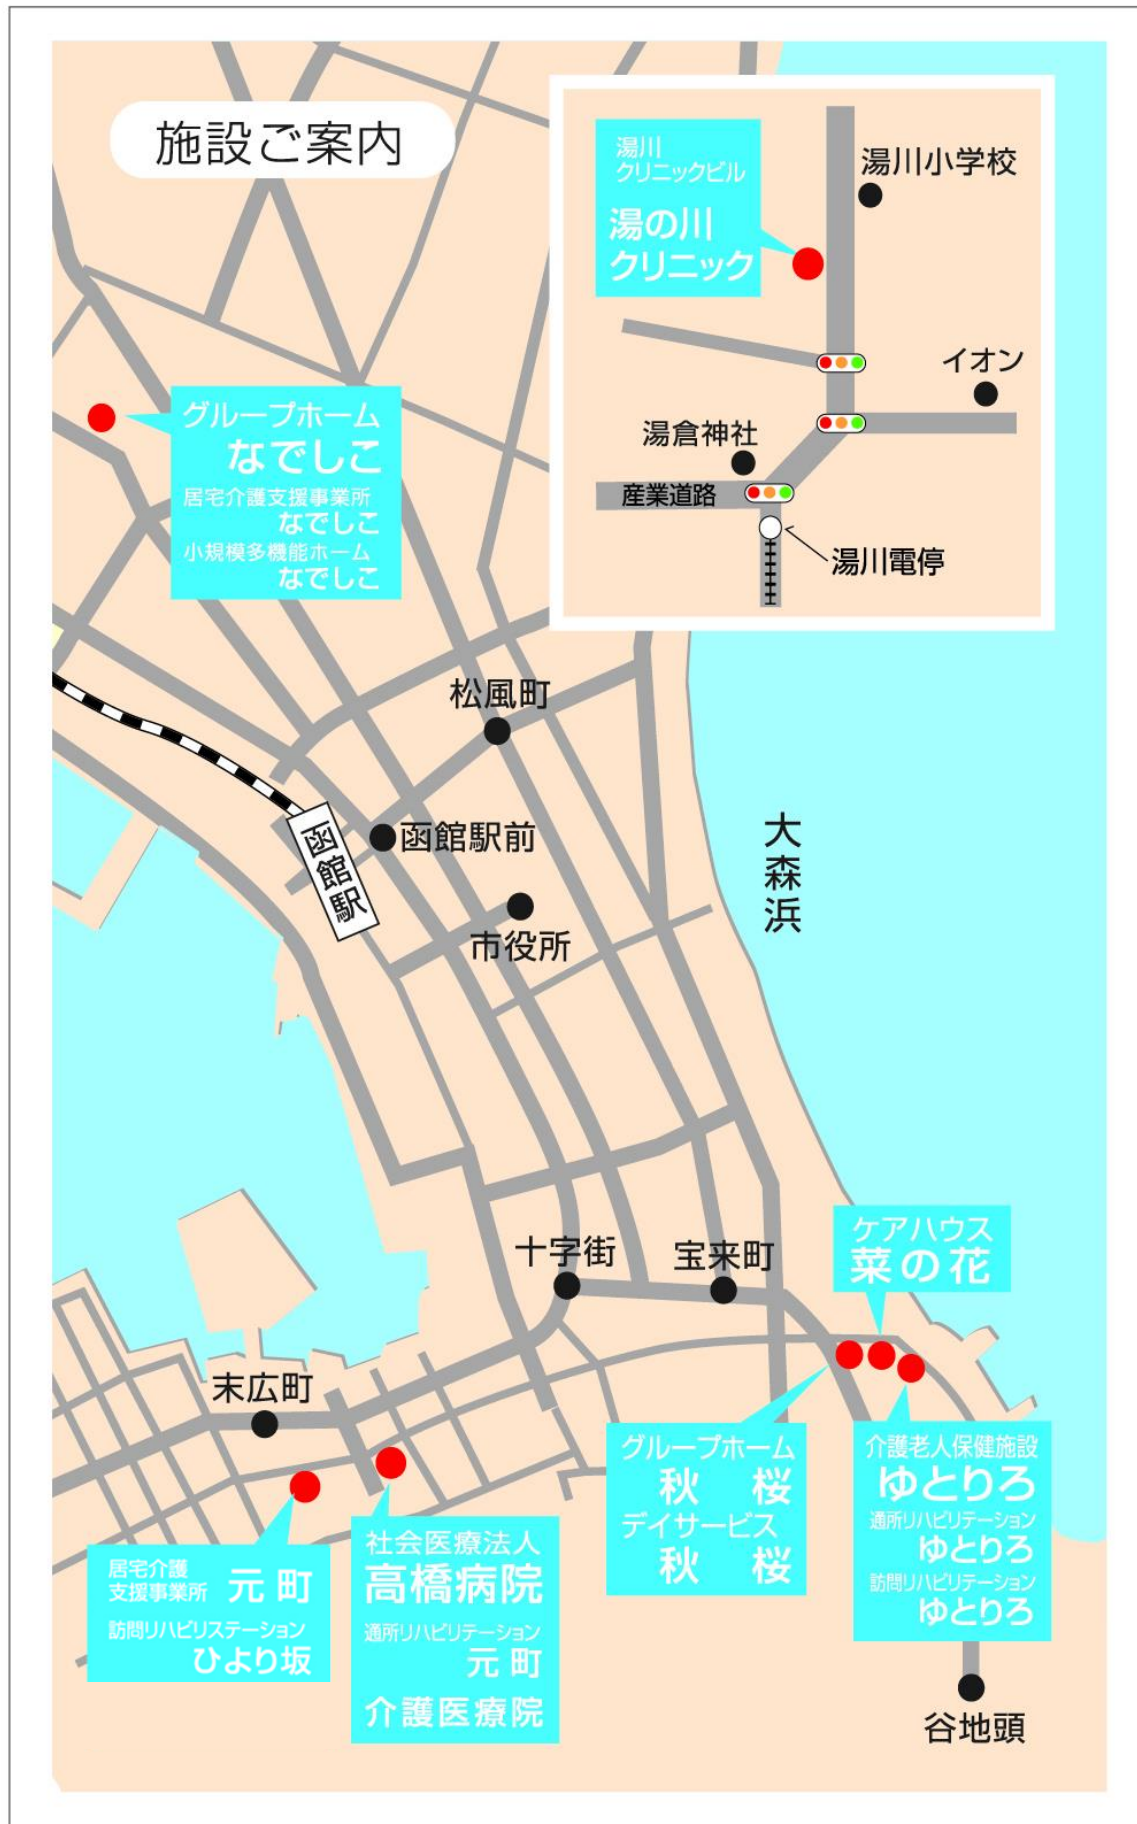 施設ご案内
湯川
クリニックビル
湯の川
クリニック
湯川小学校
イオン
湯倉神社
産業道路
湯川電停
グループホーム
なでしこ
居宅介護支援事業所
なでしこ
小規模多機能ホーム
なでしこ
松風町
函館駅前
函館駅
市役所
大森浜
十字街
宝来町
ケアハウス
菜の花
末広町
グループホーム
秋 桜
デイサービス
秋 桜
介護老人保健施設
ゆとりろ
通所リハビリテーション
ゆとりろ
訪問リハビリテーション
ゆとりろ
居宅介護
支援事業所 元町
訪問リハビリステーション
ひより坂
社会医療法人
高橋病院
通所リハビリテーション
元町
介護医療院
谷地頭